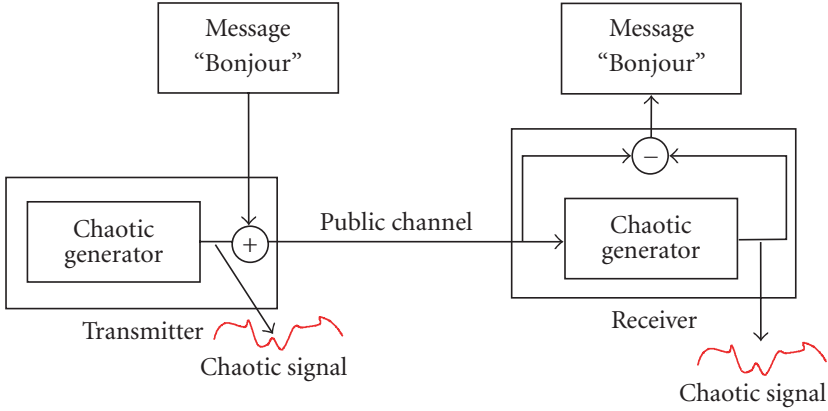 Message
“Bonjour”
Message
“Bonjour”
Chaotic
generator
+
Public channel
−
Chaotic
generator
Transmitter
Chaotic signal
Receiver
Chaotic signal